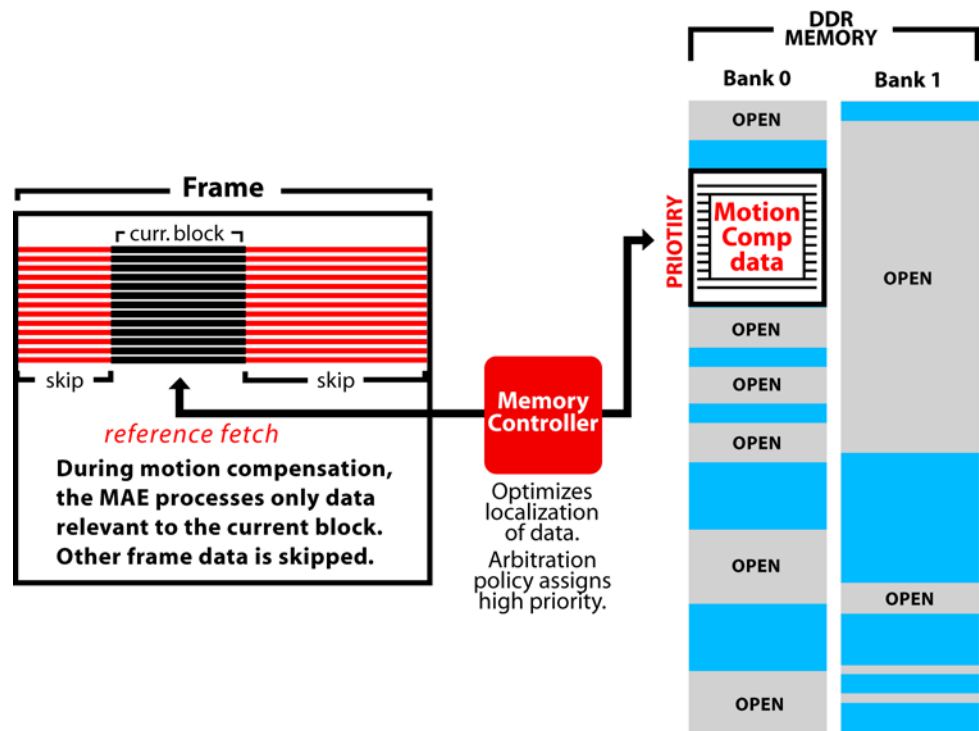 DDR
MEMORY
Bank 0
Bank 1
Frame
curr. block
skip
skip
reference fetch
During motion compensation,
the MAE processes only data
relevant to the current block.
Other frame data is skipped.
Memory
Controller
Optimizes
localization
of data.
Arbitration
policy assigns
high priority.
PRIOTIRY
OPEN
Motion
Comp
data
OPEN
OPEN
OPEN
OPEN
OPEN
OPEN
OPEN